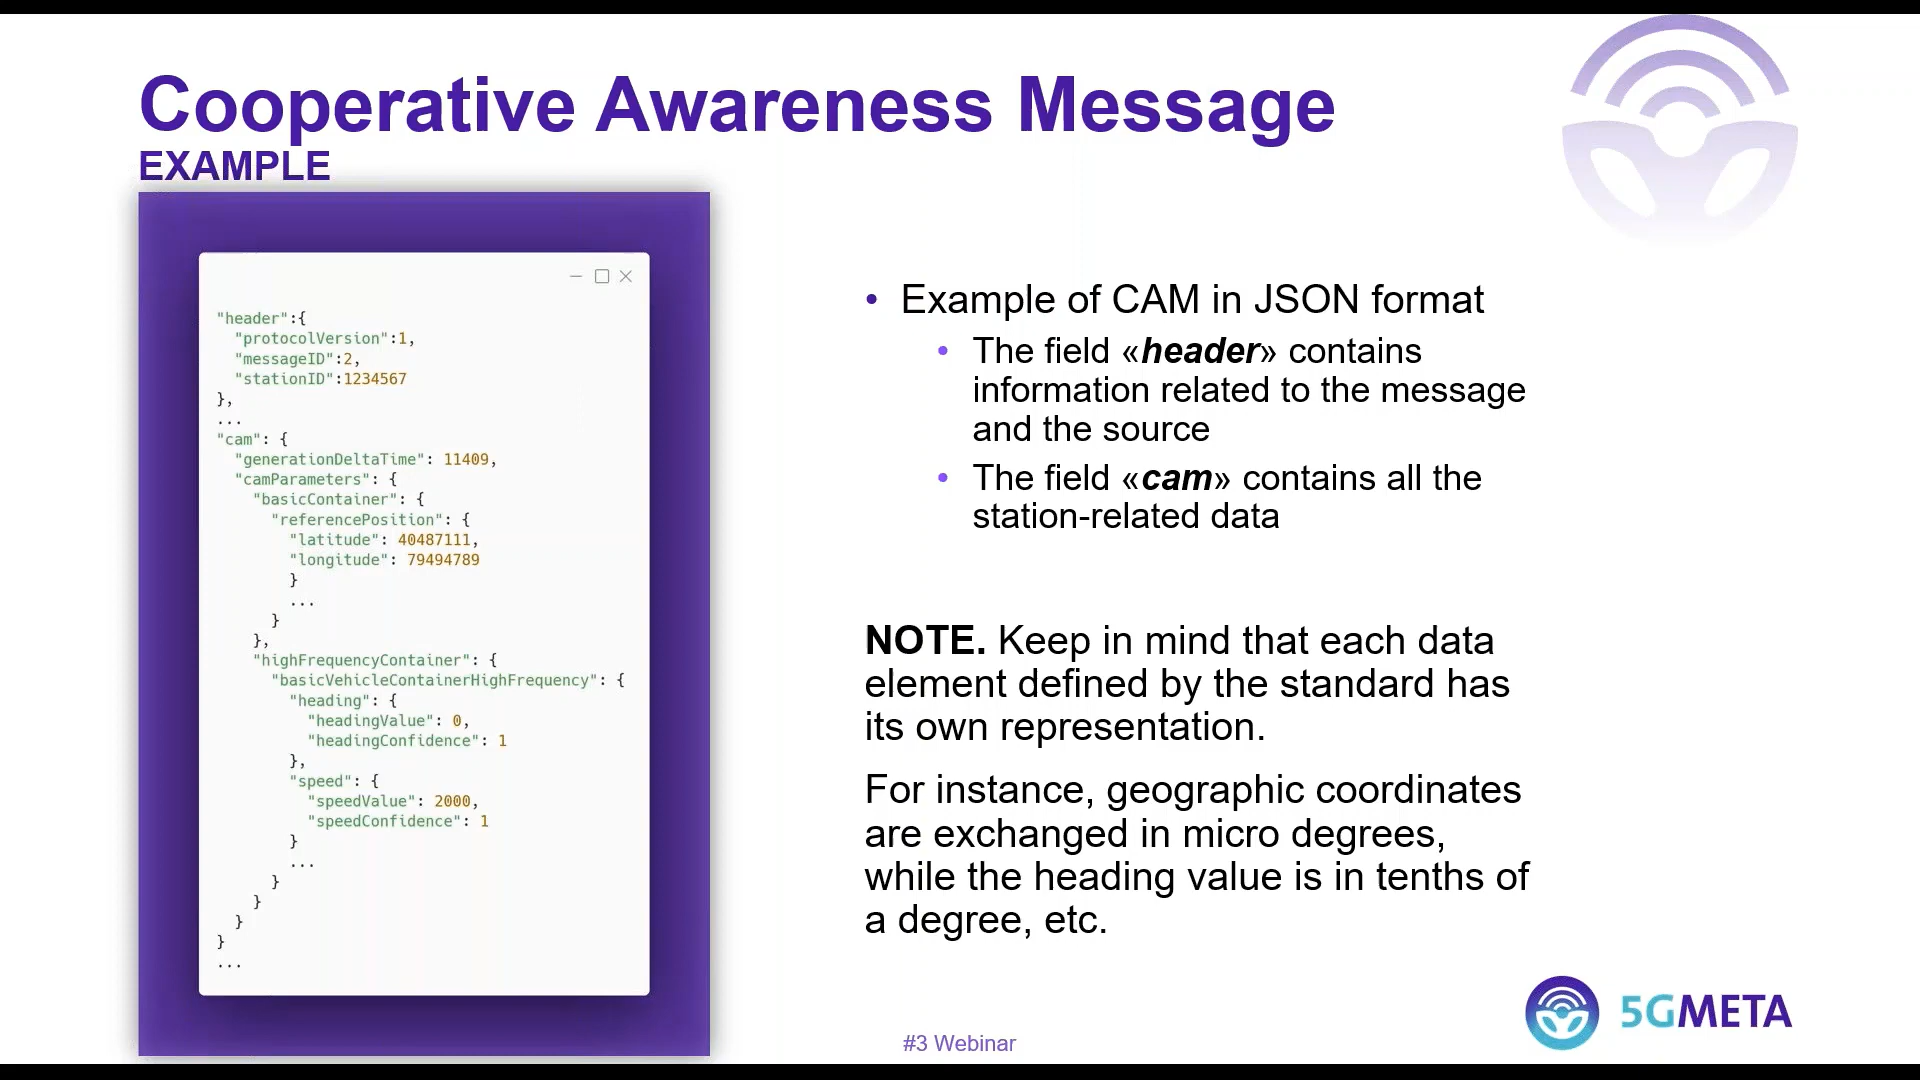 Cooperative Awareness Message
EXAMPLE
"header":{
"protocolVersion":1,
"messageID":2,
"stationID":1234567
},
...
"cam": {
"generationDeltaTime": 11409,
"camParameters": {
"basicContainer": {
"referencePosition": {
"latitude": 40487111,
"longitude": 79494789
}
...
}
},
"highFrequencyContainer": {
"basicVehicleContainerHighFrequency": {
"heading": {
"headingValue": 0,
"headingConfidence": 1
},
"speed": {
"speedValue": 2000,
"speedConfidence": 1
}
...
}
}
}
}
...
• Example of CAM in JSON format
• The field «header» contains
information related to the message
and the source
• The field «cam» contains all the
station-related data
NOTE. Keep in mind that each data
element defined by the standard has
its own representation.
For instance, geographic coordinates
are exchanged in micro degrees,
while the heading value is in tenths of
a degree, etc.
#3 Webinar
5GMETA